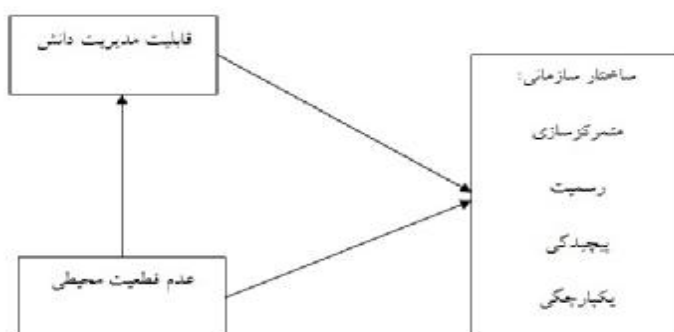 قابلیت مدیریت دانش
ساختار سازمانی:
متمرکزسازی
رسمیت
پیچیدگی
یکپارچگی
عدم قطعیت محیطی